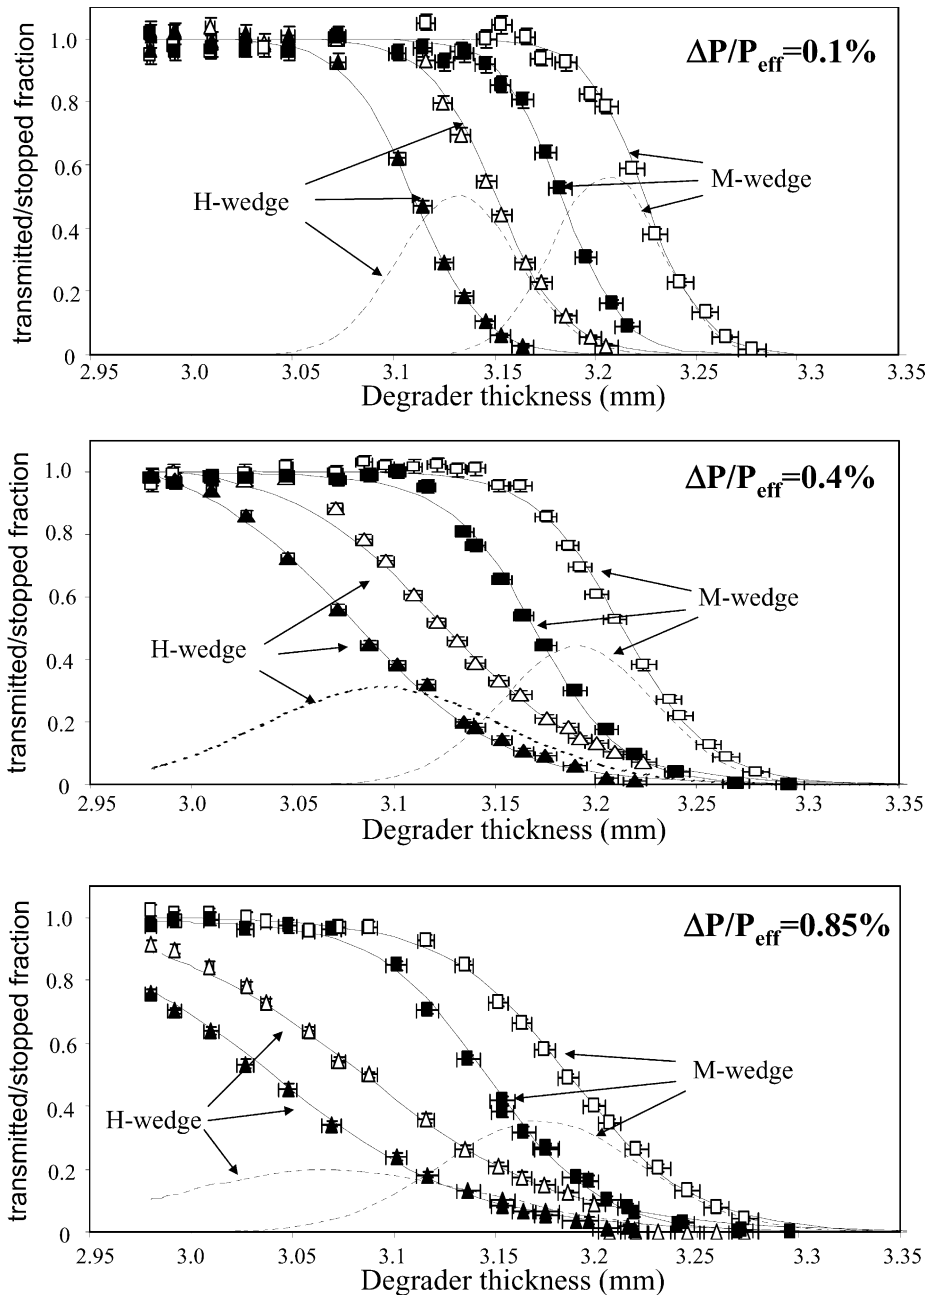 transmitted/stopped fraction
ΔP/Peff=0.1%
1.0
0.8
0.6
0.4
0.2
0
H-wedge
M-wedge
2.95 3.0 3.05 3.1 3.15 3.2 3.25 3.3 3.35
Degrader thickness (mm)
transmitted/stopped fraction
ΔP/Peff=0.4%
1.0
0.8
0.6
0.4
0.2
0
M-wedge
H-wedge
2.95 3.0 3.05 3.1 3.15 3.2 3.25 3.3 3.35
Degrader thickness (mm)
transmitted/stopped fraction
ΔP/Peff=0.85%
1.0
0.8
0.6
0.4
0.2
0
M-wedge
H-wedge
2.95 3.0 3.05 3.1 3.15 3.2 3.25 3.3 3.35
Degrader thickness (mm)